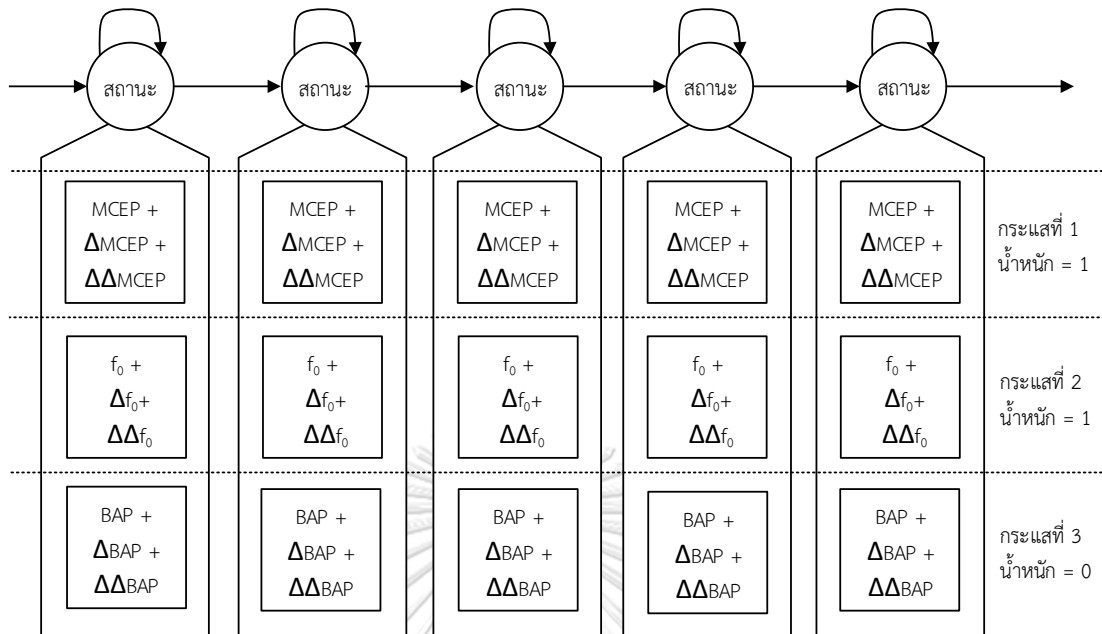 สถานะ สถานะ สถานะ สถานะ สถานะ
MCEP + MCEP + MCEP + MCEP + MCEP +
ΔMCEP + ΔMCEP + ΔMCEP + ΔMCEP + ΔMCEP +
ΔΔMCEP ΔΔMCEP ΔΔMCEP ΔΔMCEP ΔΔMCEP
กระแสที่ 1
น้ำหนัก = 1
f₀ + f₀ + f₀ + f₀ + f₀ +
Δf₀+ Δf₀+ Δf₀+ Δf₀+ Δf₀+
ΔΔf₀ ΔΔf₀ ΔΔf₀ ΔΔf₀ ΔΔf₀
กระแสที่ 2
น้ำหนัก = 1
BAP + BAP + BAP + BAP + BAP +
ΔBAP + ΔBAP + ΔBAP + ΔBAP + ΔBAP +
ΔΔBAP ΔΔBAP ΔΔBAP ΔΔBAP ΔΔBAP
กระแสที่ 3
น้ำหนัก = 0